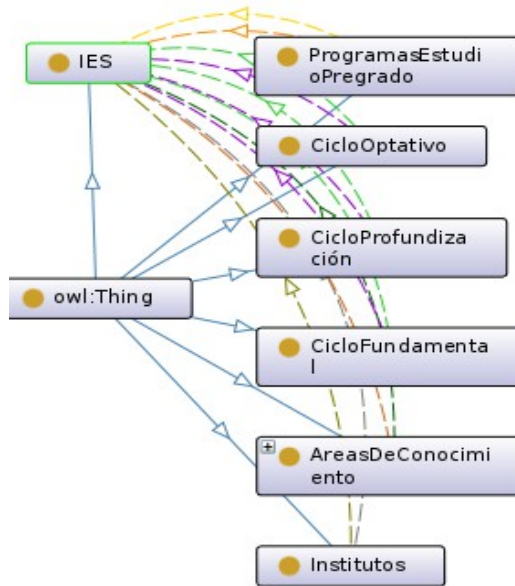 IES
ProgramasEstudi
oPregrado
CicloOptativo
CicloProfundiza
ción
owl:Thing
CicloFundamenta
l
AreasDeConocimi
ento
Institutos